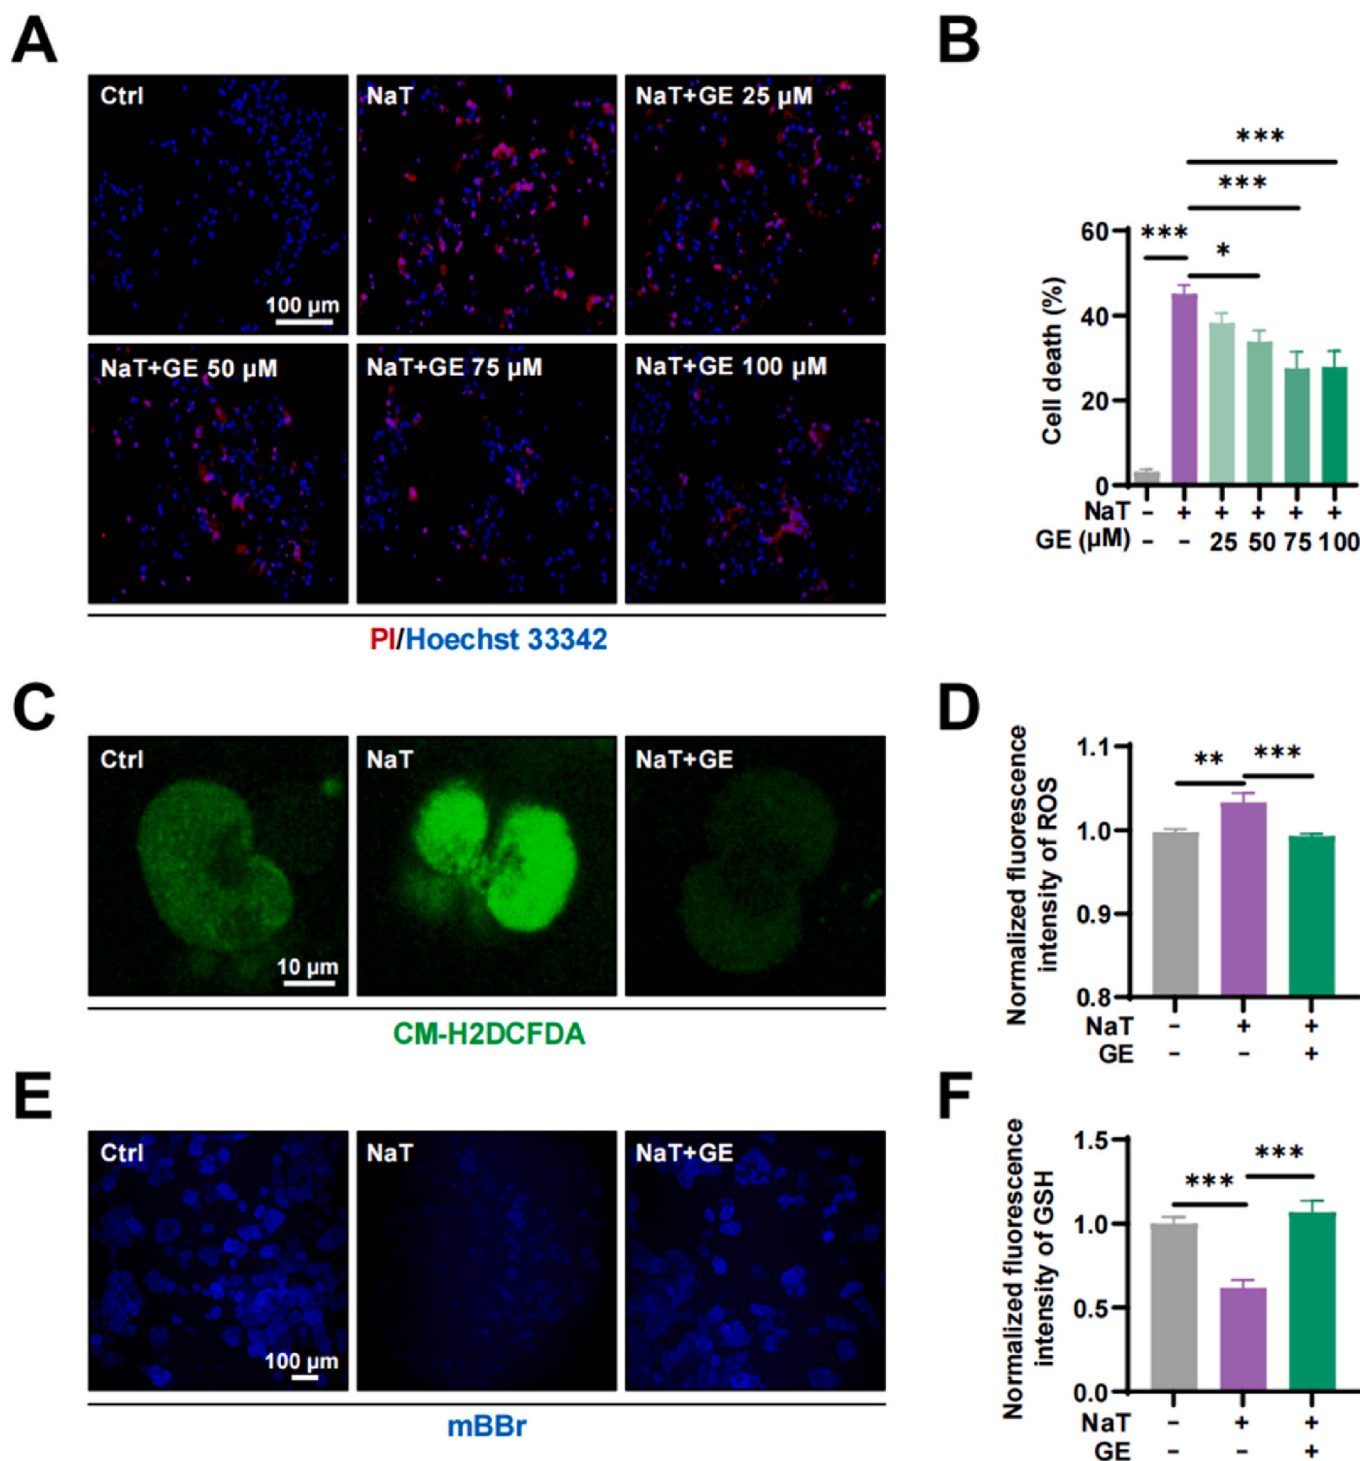 A
Ctrl
NaT
NaT+GE 25 μM
100 μm
NaT+GE 50 μM
NaT+GE 75 μM
NaT+GE 100 μM
PI/Hoechst 33342
B
***
***
***
*
Cell death (%)
60
40
20
0
NaT - + + + + +
GE (μM) - - 25 50 75 100
C
Ctrl
NaT
NaT+GE
10 μm
CM-H2DCFDA
D
Normalized fluorescence
intensity of ROS
1.1
1.0
0.9
0.8
** ***
NaT - + +
GE - - +
E
Ctrl
NaT
NaT+GE
100 μm
mBBr
F
Normalized fluorescence
intensity of GSH
1.5
1.0
0.5
0.0
*** ***
NaT - + +
GE - - +